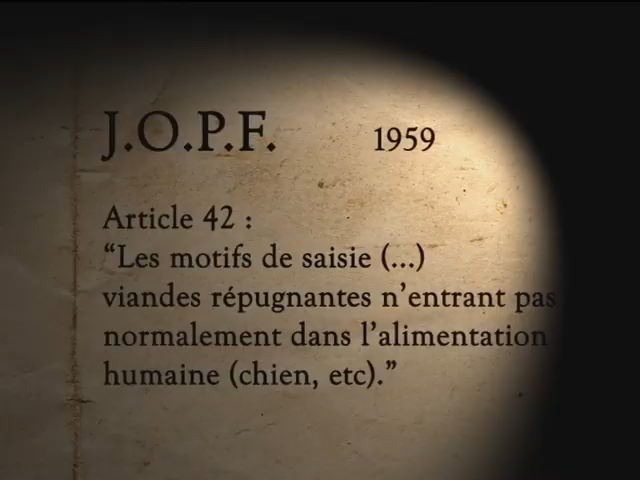 J.O.P.F. 1959
Article 42 :
“Les motifs de saisie (...)
viandes répugnantes n’entrant pas
normalement dans l’alimentation
humaine (chien, etc).”